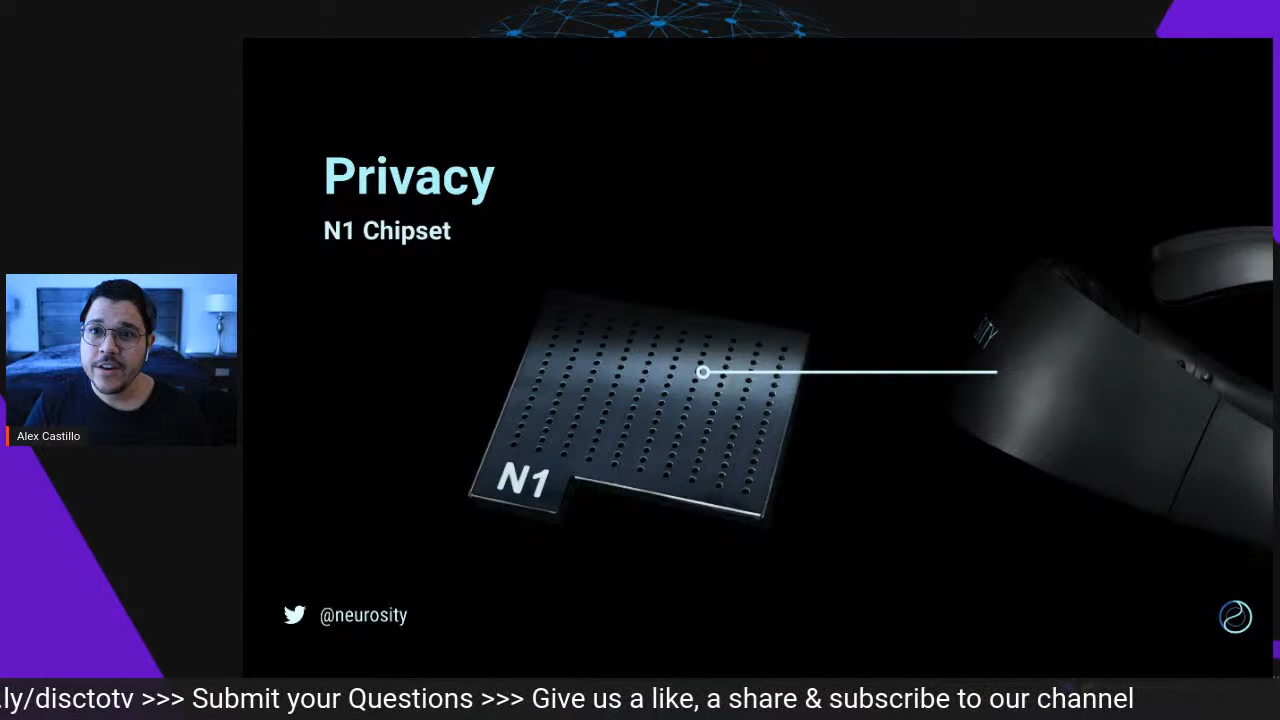 Privacy
N1 Chipset
SITY
N1
Alex Castillo
@neurosity
.ly/disctotv >>> Submit your Questions >>> Give us a like, a share & subscribe to our channel